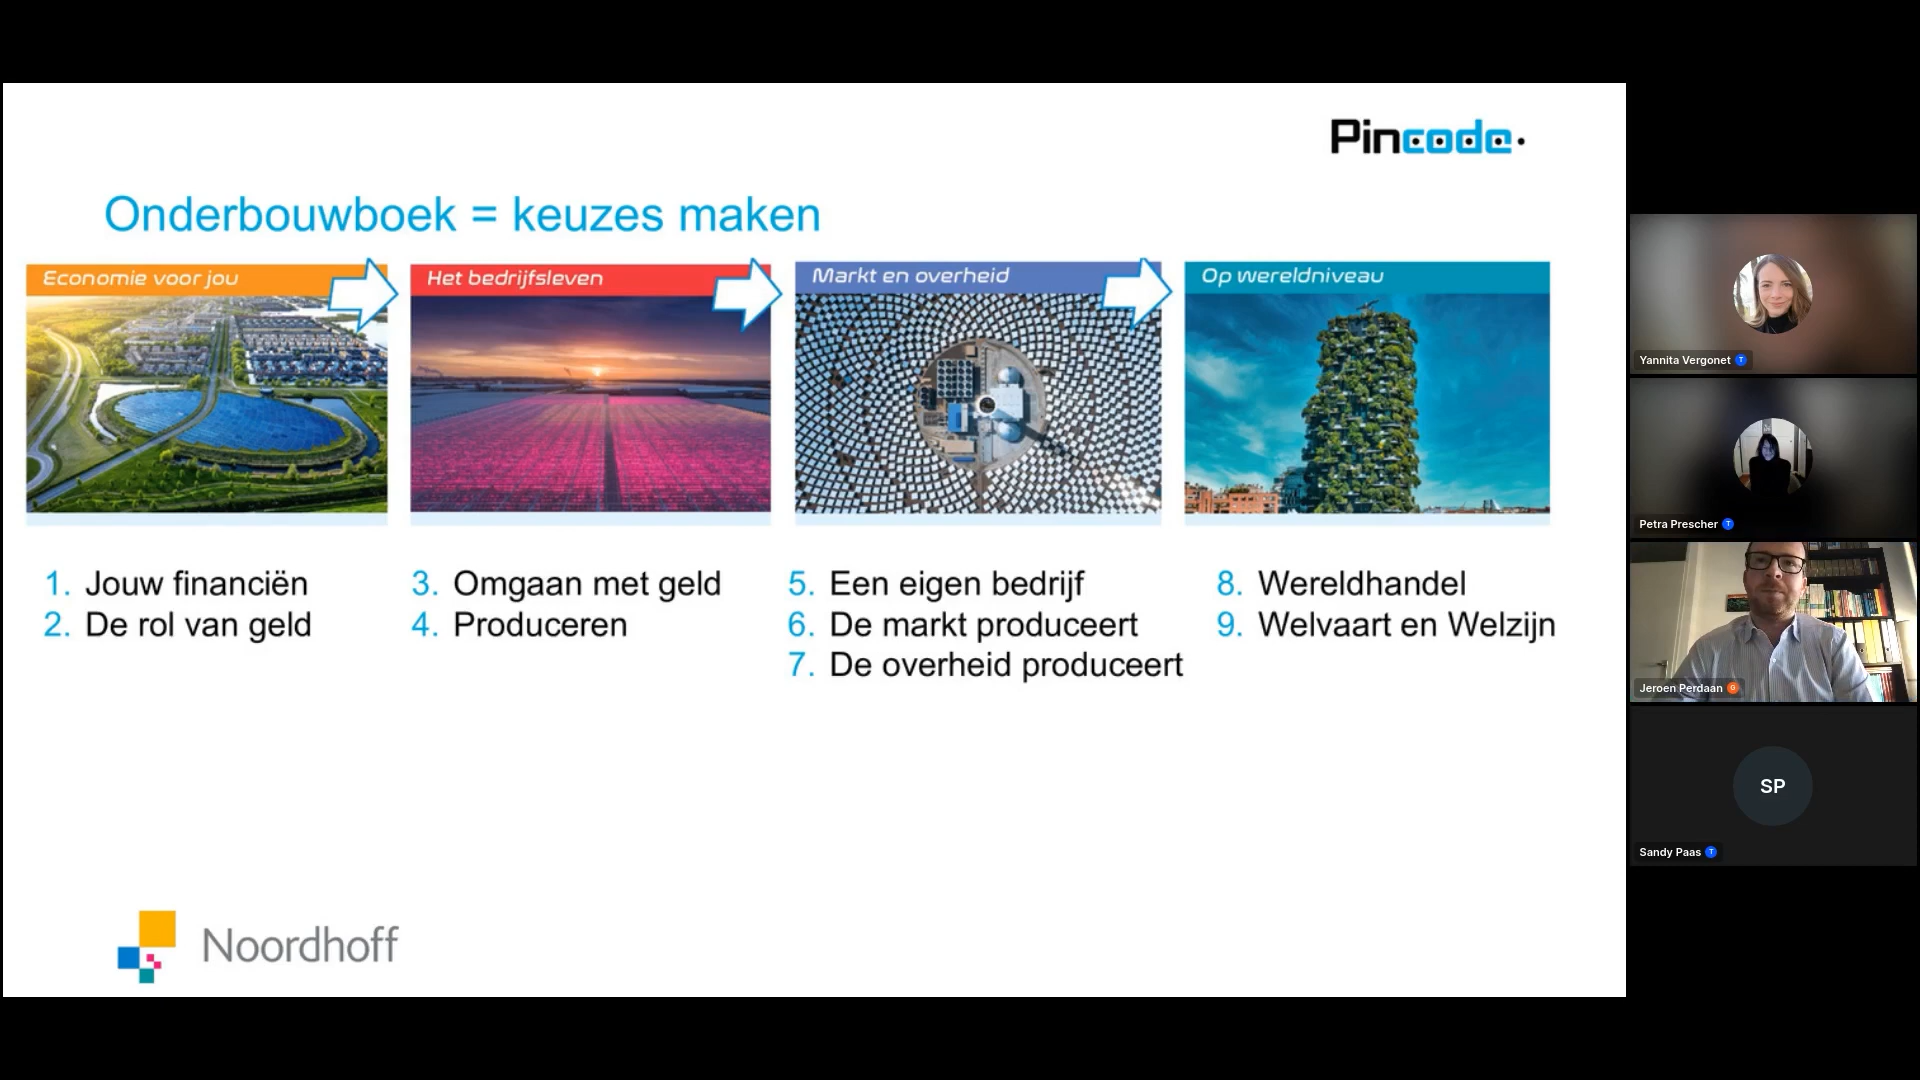 Pincode
Onderbouwboek = keuzes maken
Economie voor jou
Het bedrijfsleven
Markt en overheid
Op wereldniveau
1. Jouw financiën
2. De rol van geld
3. Omgaan met geld
4. Produceren
5. Een eigen bedrijf
6. De markt produceert
7. De overheid produceert
8. Wereldhandel
9. Welvaart en Welzijn
Noordhoff
Yannita Vergonet T
Petra Prescher T
Jeroen Perdaan G
SP
Sandy Paas T